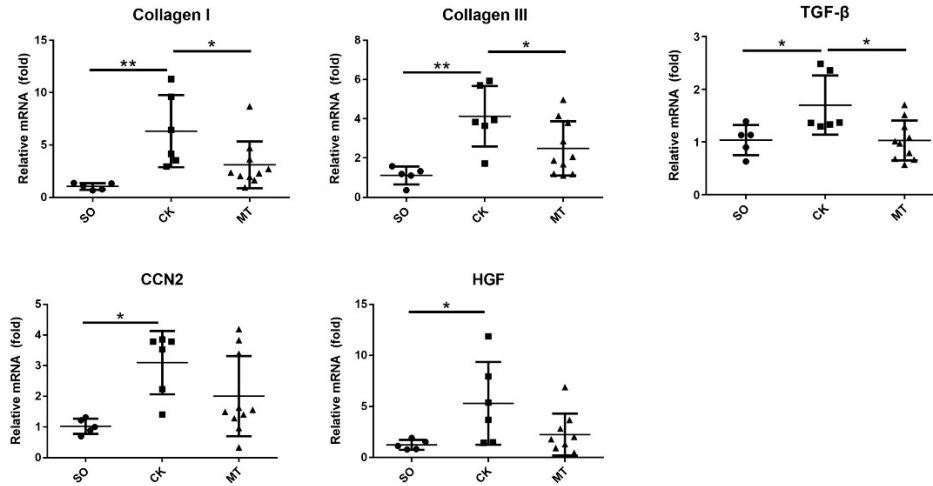 Collagen I
Relative mRNA (fold)
15
10
5
0
**
*
SO
CK
MT
Collagen III
Relative mRNA (fold)
8
6
4
2
0
**
*
SO
CK
MT
TGF-β
Relative mRNA (fold)
3
2
1
0
*
*
SO
CK
MT
CCN2
Relative mRNA (fold)
5
4
3
2
1
0
*
SO
CK
MT
HGF
Relative mRNA (fold)
15
10
5
0
*
SO
CK
MT